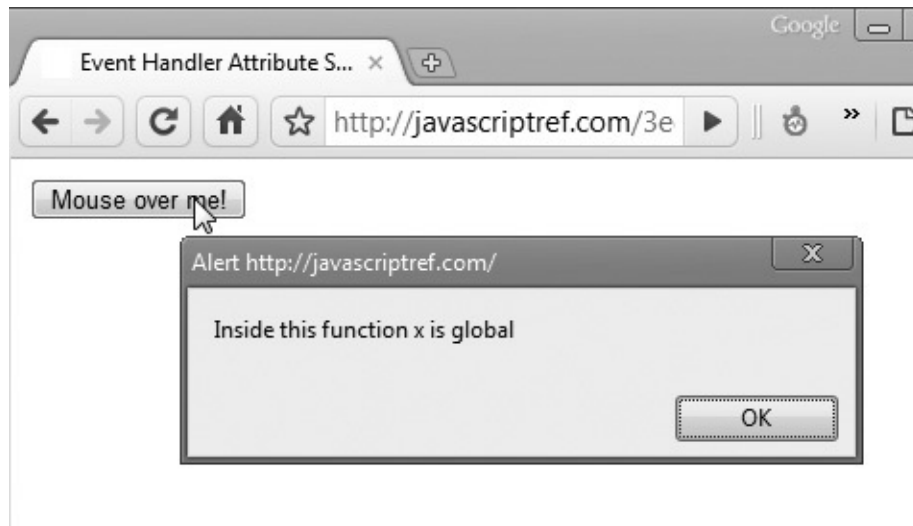 Google
Event Handler Attribute S...
http://javascriptref.com/3e
Mouse over me!
Alert http://javascriptref.com/
Inside this function x is global
OK